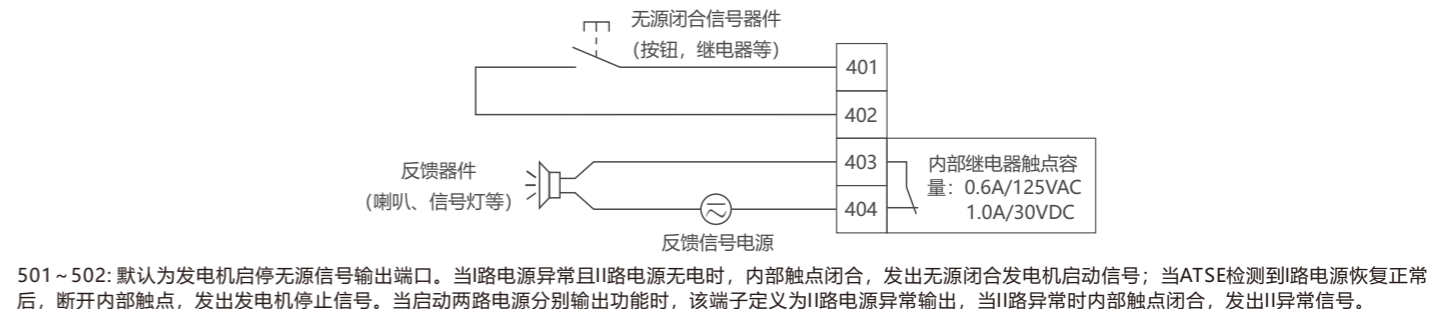 无源闭合信号器件
（按钮，继电器等）
401
402
反馈器件
（喇叭、信号灯等）
403
404
内部继电器触点容
量：0.6A/125VAC
1.0A/30VDC
反馈信号电源
501～502: 默认为发电机启停无源信号输出端口。当I路电源异常且II路电源无电时，内部触点闭合，发出无源闭合发电机启动信号；当ATSE检测到I路电源恢复正常
后，断开内部触点，发出发电机停止信号。当启动两路电源分别输出功能时，该端子定义为II路电源异常输出，当II路异常时内部触点闭合，发出II异常信号。